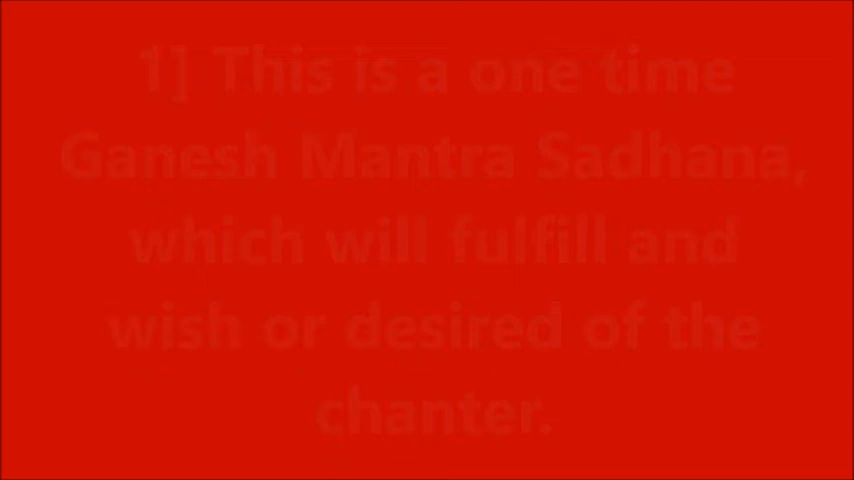 1] This is a one time
Ganesh Mantra Sadhana,
which will fulfill and
wish or desired of the
chanter.